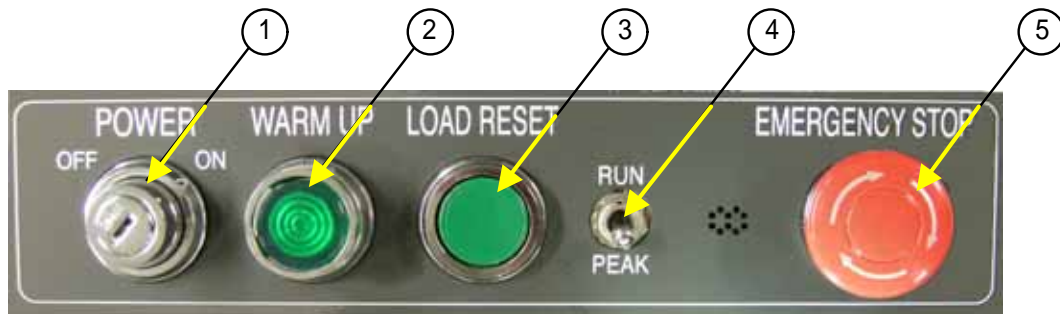 1 2 3 4 5
POWER WARM UP LOAD RESET EMERGENCY STOP
OFF ON
RUN
PEAK